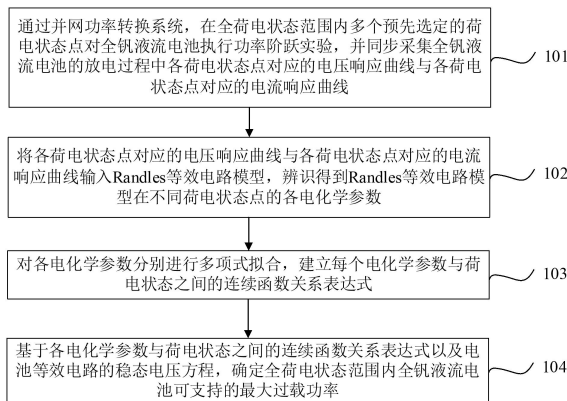 通过并网功率转换系统，在全荷电状态范围内多个预先选定的荷
电状态点对全钒液流电池执行功率阶跃实验，并同步采集全钒液
流电池的放电过程中各荷电状态点对应的电压响应曲线与各荷电
状态点对应的电流响应曲线
101
将各荷电状态点对应的电压响应曲线与各荷电状态点对应的电流
响应曲线输入Randles等效电路模型，辨识得到Randles等效电路模
型在不同荷电状态点的各电化学参数
102
对各电化学参数分别进行多项式拟合，建立每个电化学参数与荷
电状态之间的连续函数关系表达式
103
基于各电化学参数与荷电状态之间的连续函数关系表达式以及电
池等效电路的稳态电压方程，确定全荷电状态范围内全钒液流电
池可支持的最大过载功率
104